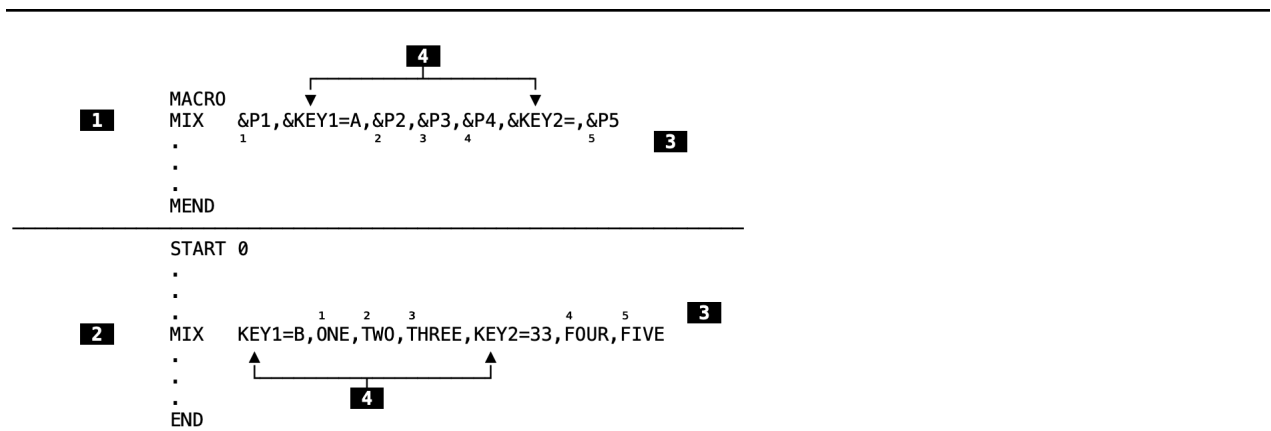 4
MACRO
1 MIX &P1,&KEY1=A,&P2,&P3,&P4,&KEY2=,&P5
1 2 3 4 5 3
.
.
.
MEND
START 0
.
.
.
1 2 3 4 5 3
2 MIX KEY1=B,ONE,TWO,THREE,KEY2=33,FOUR,FIVE
.
.
4
.
END